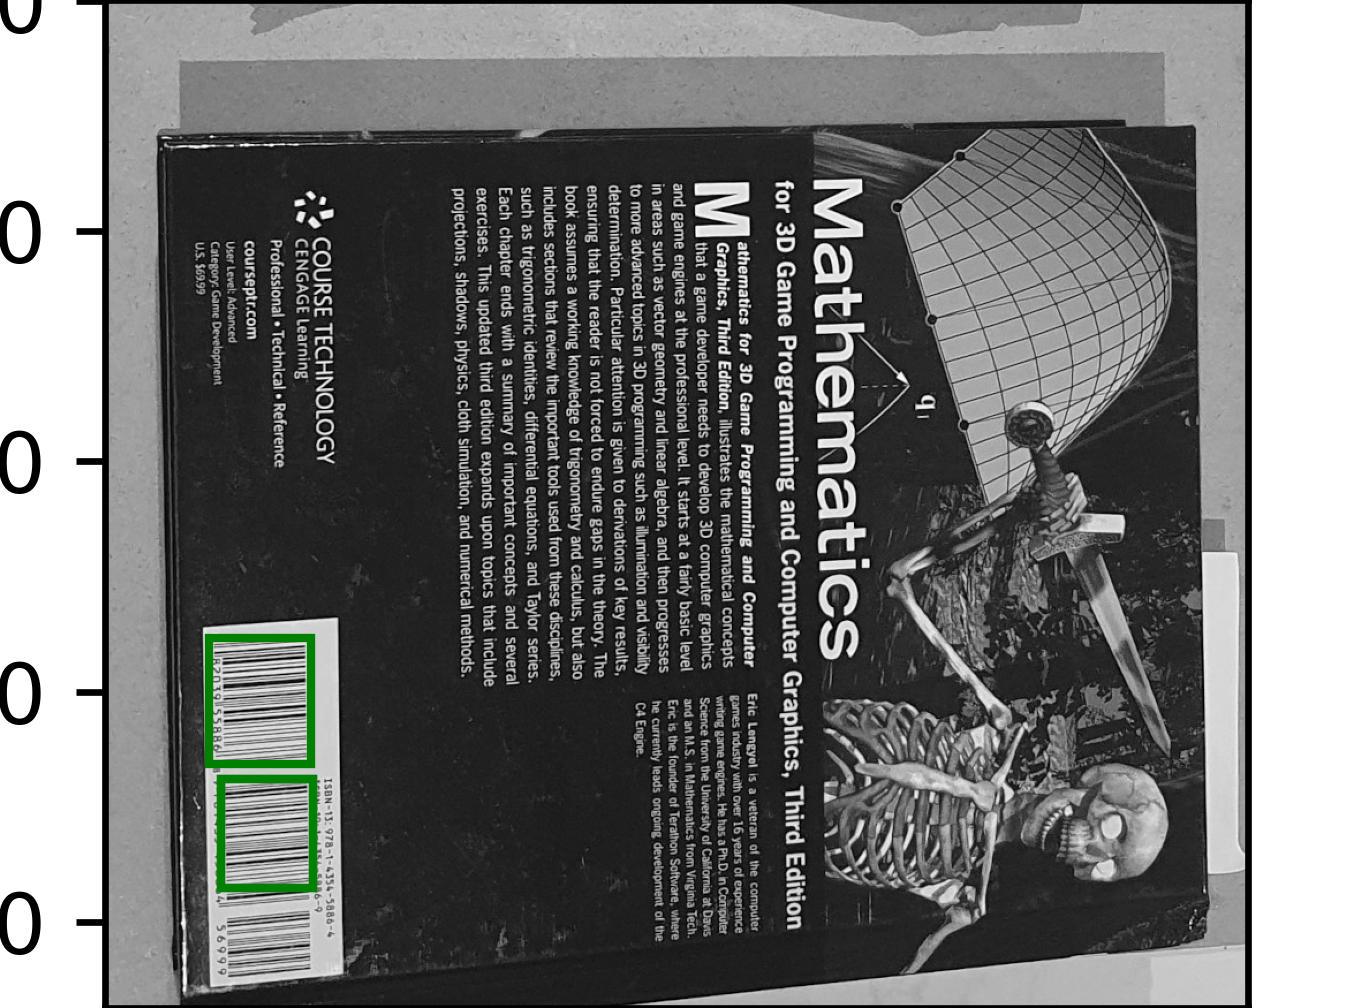 Mathematics
for 3D Game Programming and Computer Graphics, Third Edition
q1
Mathematics for 3D Game Programming and Computer
Graphics, Third Edition, illustrates the mathematical concepts
that a game developer needs to develop 3D computer graphics
and game engines at the professional level. It starts at a fairly basic level
in areas such as vector geometry and linear algebra, and then progresses
to more advanced topics in 3D programming such as illumination and visibility
determination. Particular attention is given to derivations of key results,
ensuring that the reader is not forced to endure gaps in the theory. The
book assumes a working knowledge of trigonometry and calculus, but also
includes sections that review the important tools used from these disciplines,
such as trigonometric identities, differential equations, and Taylor series.
Each chapter ends with a summary of important concepts and several
exercises. This updated third edition expands upon topics that include
projections, shadows, physics, cloth simulation, and numerical methods.
Eric Lengyel is a veteran of the computer
games industry with over 16 years of experience
writing game engines. He has a Ph.D. in Computer
Science from the University of California at Davis
and an M.S. in Mathematics from Virginia Tech.
Eric is the founder of Terathon Software, where
he currently leads ongoing development of the
C4 Engine.
COURSE TECHNOLOGY
CENGAGE Learning
Professional • Technical • Reference
courseptr.com
User Level: Advanced
Category: Game Development
U.S. $69.99
ISBN-13: 978-1-4354-5886-4
56999
0
0
0
0
0